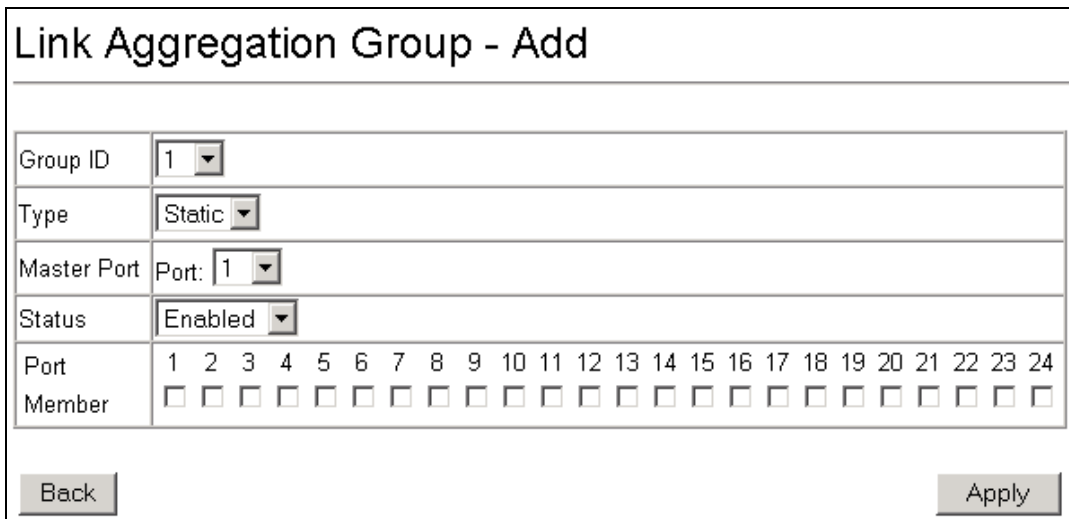 Link Aggregation Group - Add
Group ID 1
Type Static
Master Port Port: 1
Status Enabled
Port 1 2 3 4 5 6 7 8 9 10 11 12 13 14 15 16 17 18 19 20 21 22 23 24
Member
Back Apply